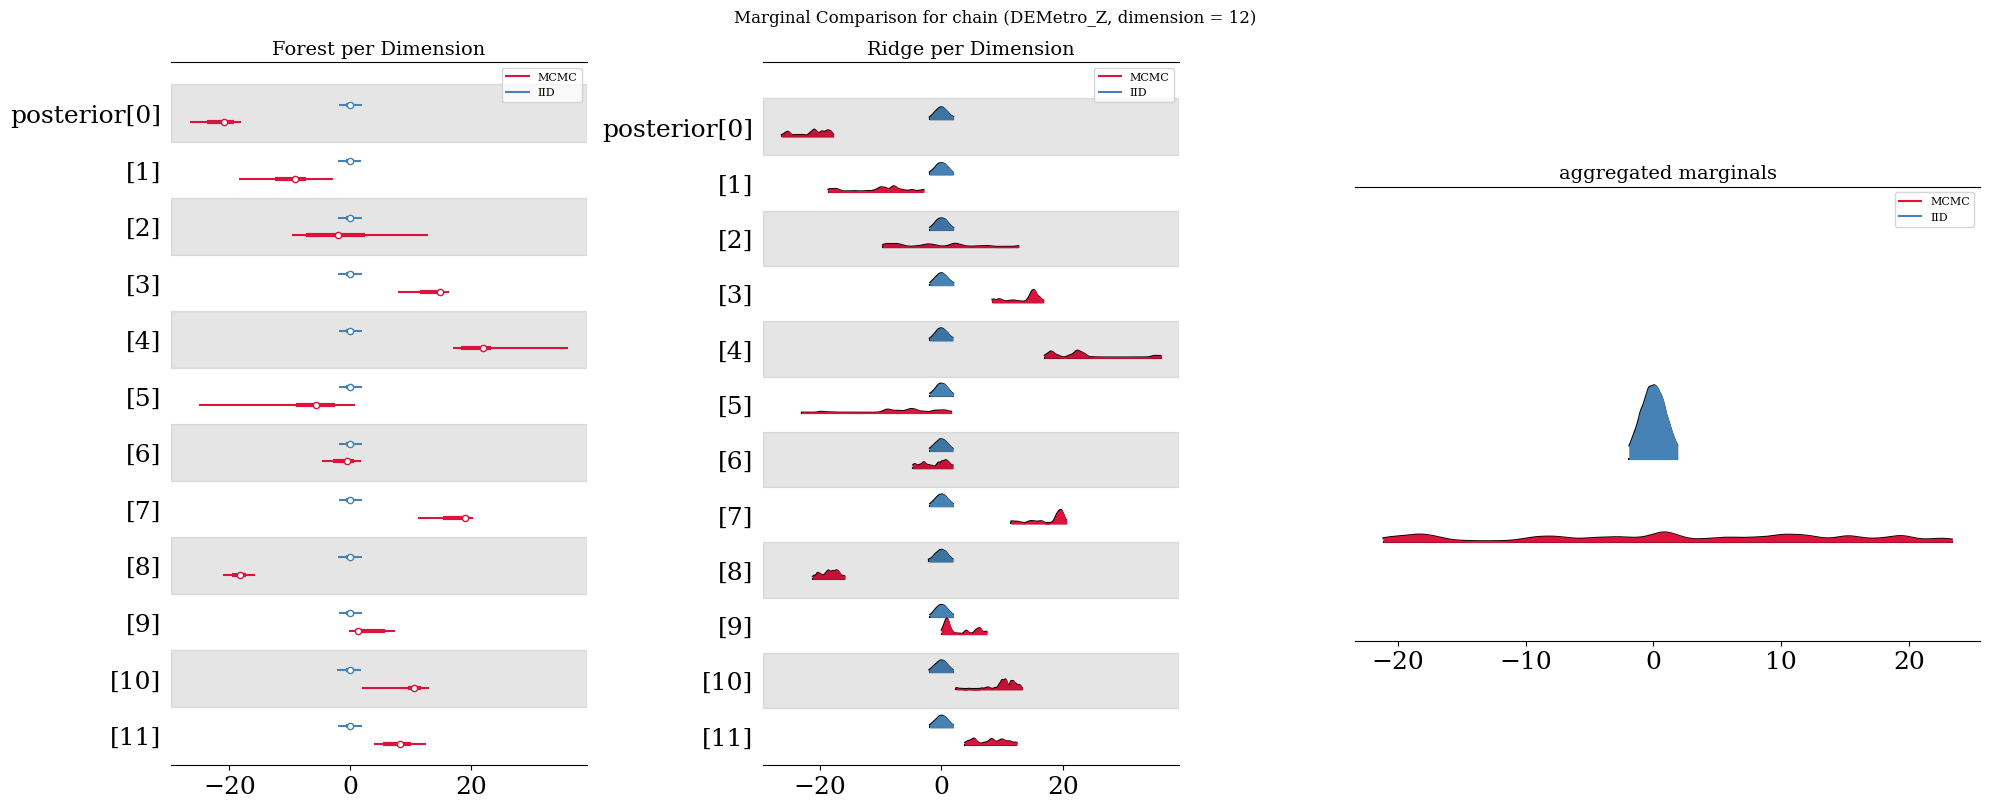 Marginal Comparison for chain (DEMetro_Z, dimension = 12)
Forest per Dimension
MCMC
IID
posterior[0]
[1]
[2]
[3]
[4]
[5]
[6]
[7]
[8]
[9]
[10]
[11]
−20 0 20
Ridge per Dimension
MCMC
IID
posterior[0]
[1]
[2]
[3]
[4]
[5]
[6]
[7]
[8]
[9]
[10]
[11]
−20 0 20
aggregated marginals
MCMC
IID
−20 −10 0 10 20